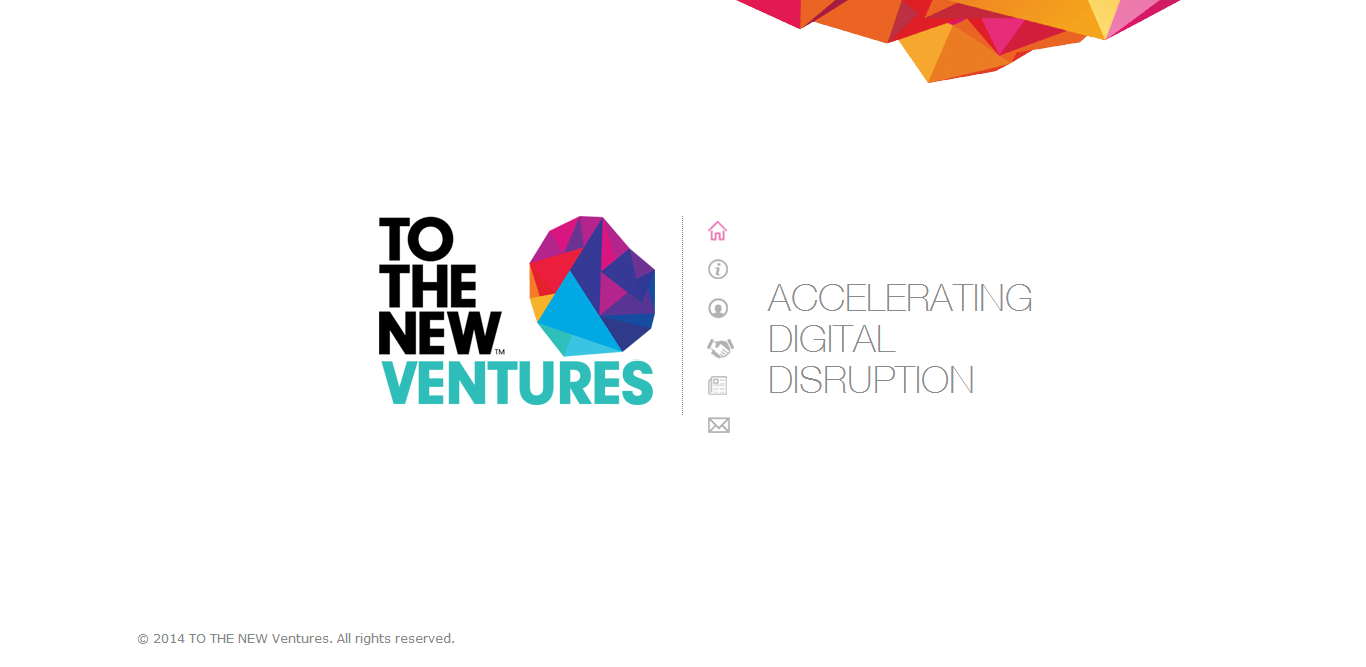 TO
THE
NEW™
VENTURES
ACCELERATING
DIGITAL
DISRUPTION
© 2014 TO THE NEW Ventures. All rights reserved.